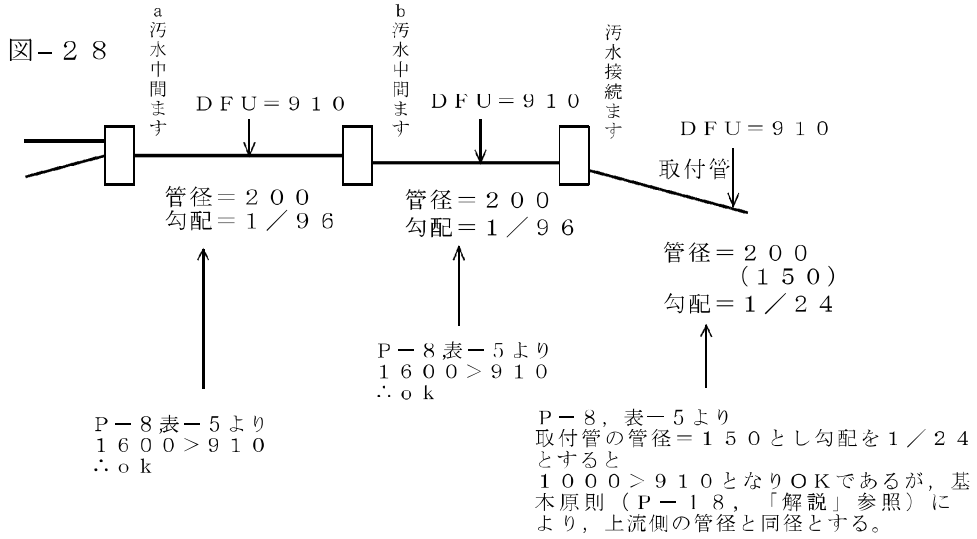 図－２８
a
汚水中間ます
b
汚水中間ます
汚水接続ます
ＤＦＵ＝９１０
ＤＦＵ＝９１０
ＤＦＵ＝９１０
取付管
管径＝２００
勾配＝１／９６
管径＝２００
勾配＝１／９６
管径＝２００
（１５０）
勾配＝１／２４
Ｐ－８，表－５より
１６００＞９１０
∴ｏｋ
Ｐ－８，表－５より
１６００＞９１０
∴ｏｋ
Ｐ－８，表－５より
取付管の管径＝１５０とし勾配を１／２４
とすると
１０００＞９１０となりＯＫであるが，基
本原則（Ｐ－１８，「解説」参照）に
より，上流側の管径と同径とする。